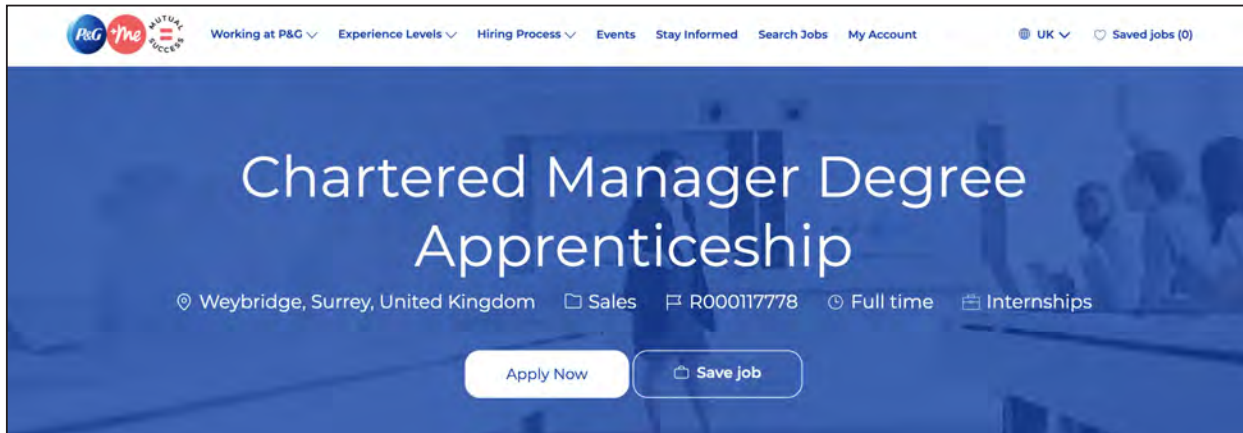 P&G +me MUTUAL SUCCESS Working at P&G Experience Levels Hiring Process Events Stay Informed Search Jobs My Account UK Saved jobs (0)
Chartered Manager Degree
Apprenticeship
Weybridge, Surrey, United Kingdom Sales R000117778 Full time Internships
Apply Now Save job